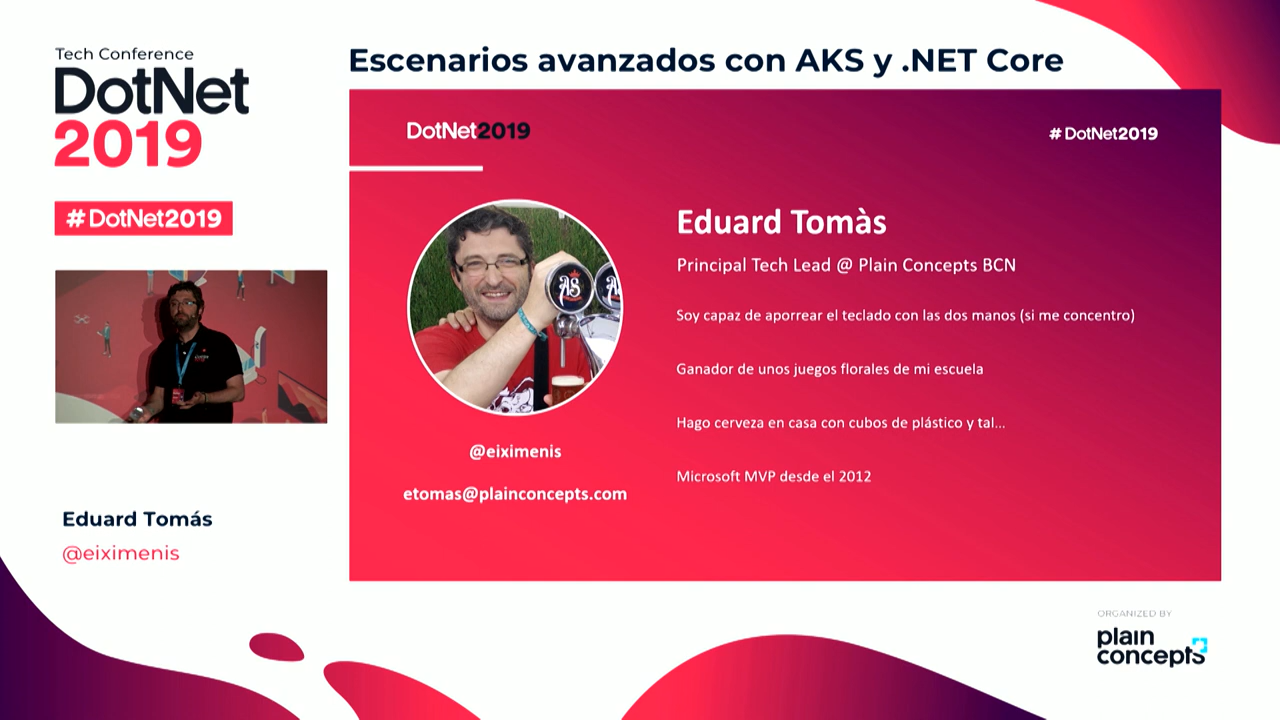 Tech Conference
DotNet
2019
#DotNet2019
Eduard Tomás
@eiximenis
Escenarios avanzados con AKS y .NET Core
DotNet2019
#DotNet2019
AS
@eiximenis
etomas@plainconcepts.com
Eduard Tomàs
Principal Tech Lead @ Plain Concepts BCN
Soy capaz de aporrear el teclado con las dos manos (si me concentro)
Ganador de unos juegos florales de mi escuela
Hago cerveza en casa con cubos de plástico y tal...
Microsoft MVP desde el 2012
ORGANIZED BY
plain
concepts